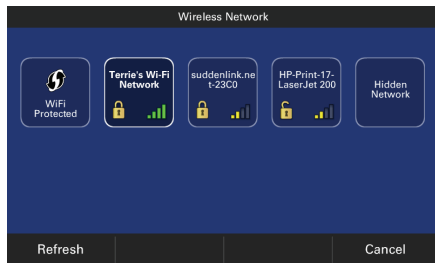 Wireless Network
WiFi
Protected
Terrie's Wi-Fi
Network
suddenlink.ne
t-23C0
HP-Print-17-
LaserJet 200
Hidden
Network
Refresh
Cancel